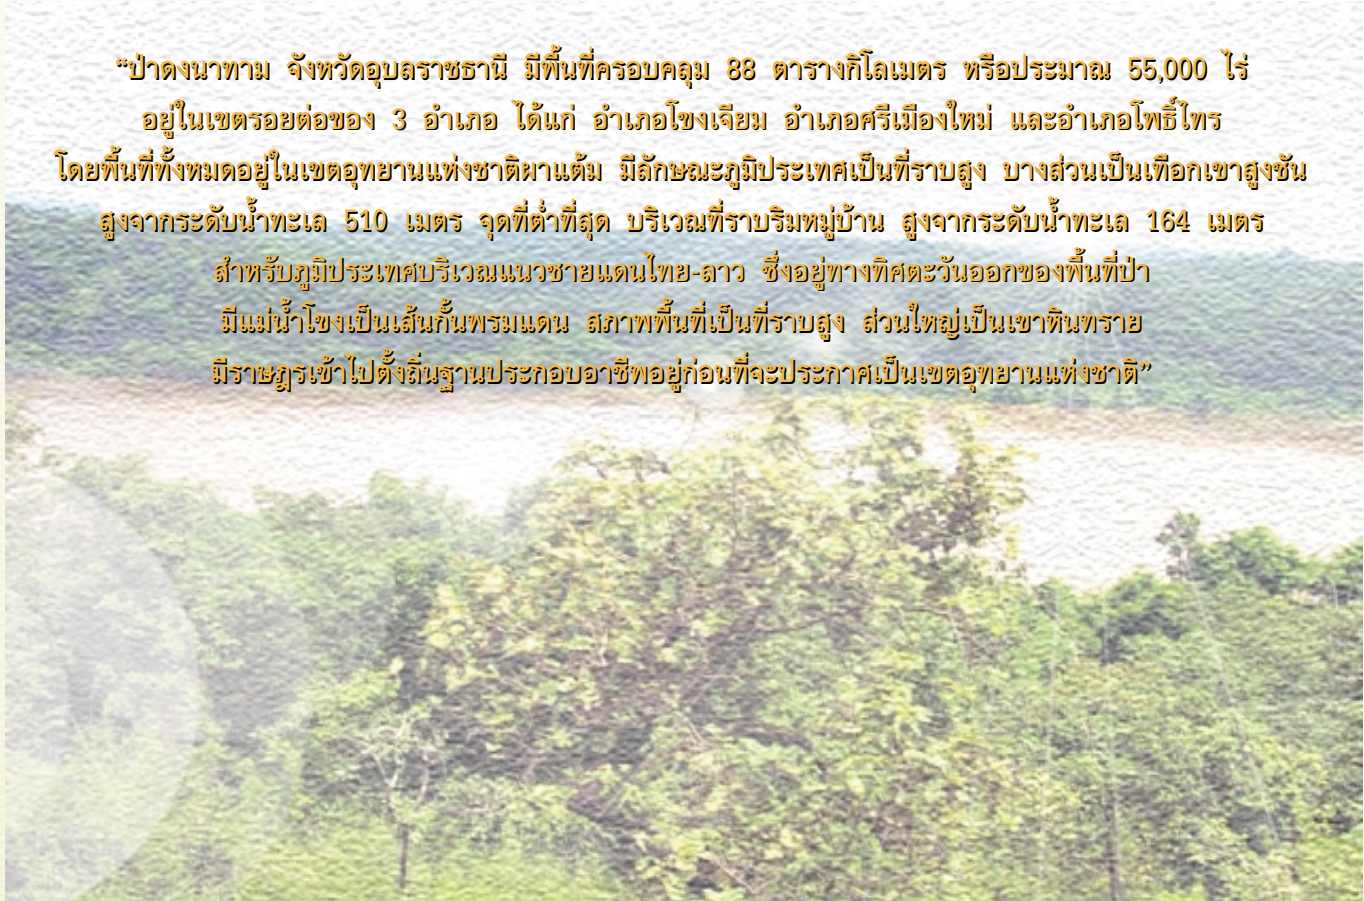 “ป่าดงนาทาม จังหวัดอุบลราชธานี มีพื้นที่ครอบคลุม 88 ตารางกิโลเมตร หรือประมาณ 55,000 ไร่
อยู่ในเขตรอยต่อของ 3 อำเภอ ได้แก่ อำเภอโขงเจียม อำเภอศรีเมืองใหม่ และอำเภอโพธิ์ไทร
โดยพื้นที่ทั้งหมดอยู่ในเขตอุทยานแห่งชาติผาแต้ม มีลักษณะภูมิประเทศเป็นที่ราบสูง บางส่วนเป็นเทือกเขาสูงชัน
สูงจากระดับน้ำทะเล 510 เมตร จุดที่ต่ำที่สุด บริเวณที่ราบริมหมู่บ้าน สูงจากระดับน้ำทะเล 164 เมตร
สำหรับภูมิประเทศบริเวณแนวชายแดนไทย-ลาว ซึ่งอยู่ทางทิศตะวันออกของพื้นที่ป่า
มีแม่น้ำโขงเป็นเส้นกั้นพรมแดน สภาพพื้นที่เป็นที่ราบสูง ส่วนใหญ่เป็นเขาหินทราย
มีราษฎรเข้าไปตั้งถิ่นฐานประกอบอาชีพอยู่ก่อนที่จะประกาศเป็นเขตอุทยานแห่งชาติ”